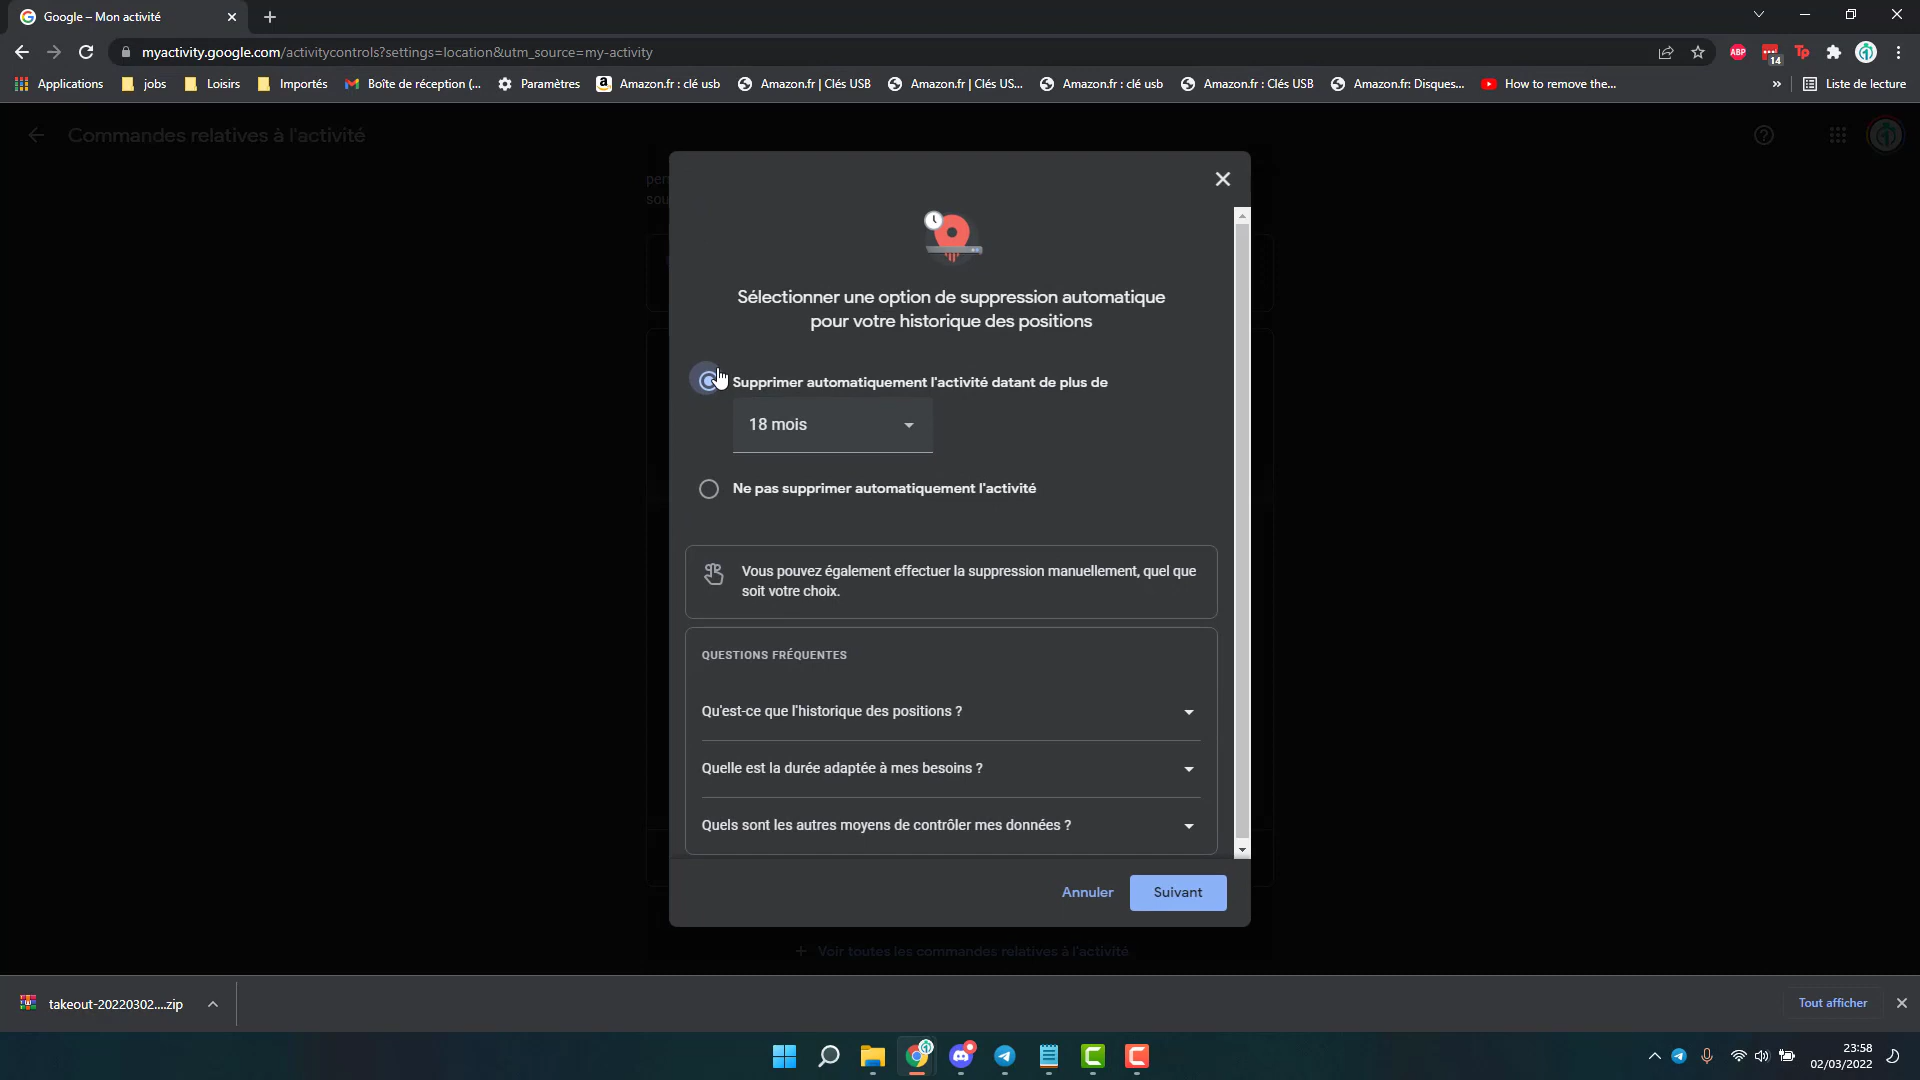 Google – Mon activité
myactivity.google.com/activitycontrols?settings=location&utm_source=my-activity
ABP
14
Tp
Applications
jobs
Loisirs
Importés
Boîte de réception (...
Paramètres
Amazon.fr : clé usb
Amazon.fr | Clés USB
Amazon.fr | Clés US...
Amazon.fr : clé usb
Amazon.fr : Clés USB
Amazon.fr: Disques...
How to remove the...
»
Liste de lecture
Commandes relatives à l'activité
Sélectionner une option de suppression automatique
pour votre historique des positions
Supprimer automatiquement l'activité datant de plus de
18 mois
Ne pas supprimer automatiquement l'activité
Vous pouvez également effectuer la suppression manuellement, quel que
soit votre choix.
QUESTIONS FRÉQUENTES
Qu'est-ce que l'historique des positions ?
Quelle est la durée adaptée à mes besoins ?
Quels sont les autres moyens de contrôler mes données ?
Annuler
Suivant
+ Voir toutes les commandes relatives à l'activité
takeout-20220302....zip
Tout afficher
23:58
02/03/2022